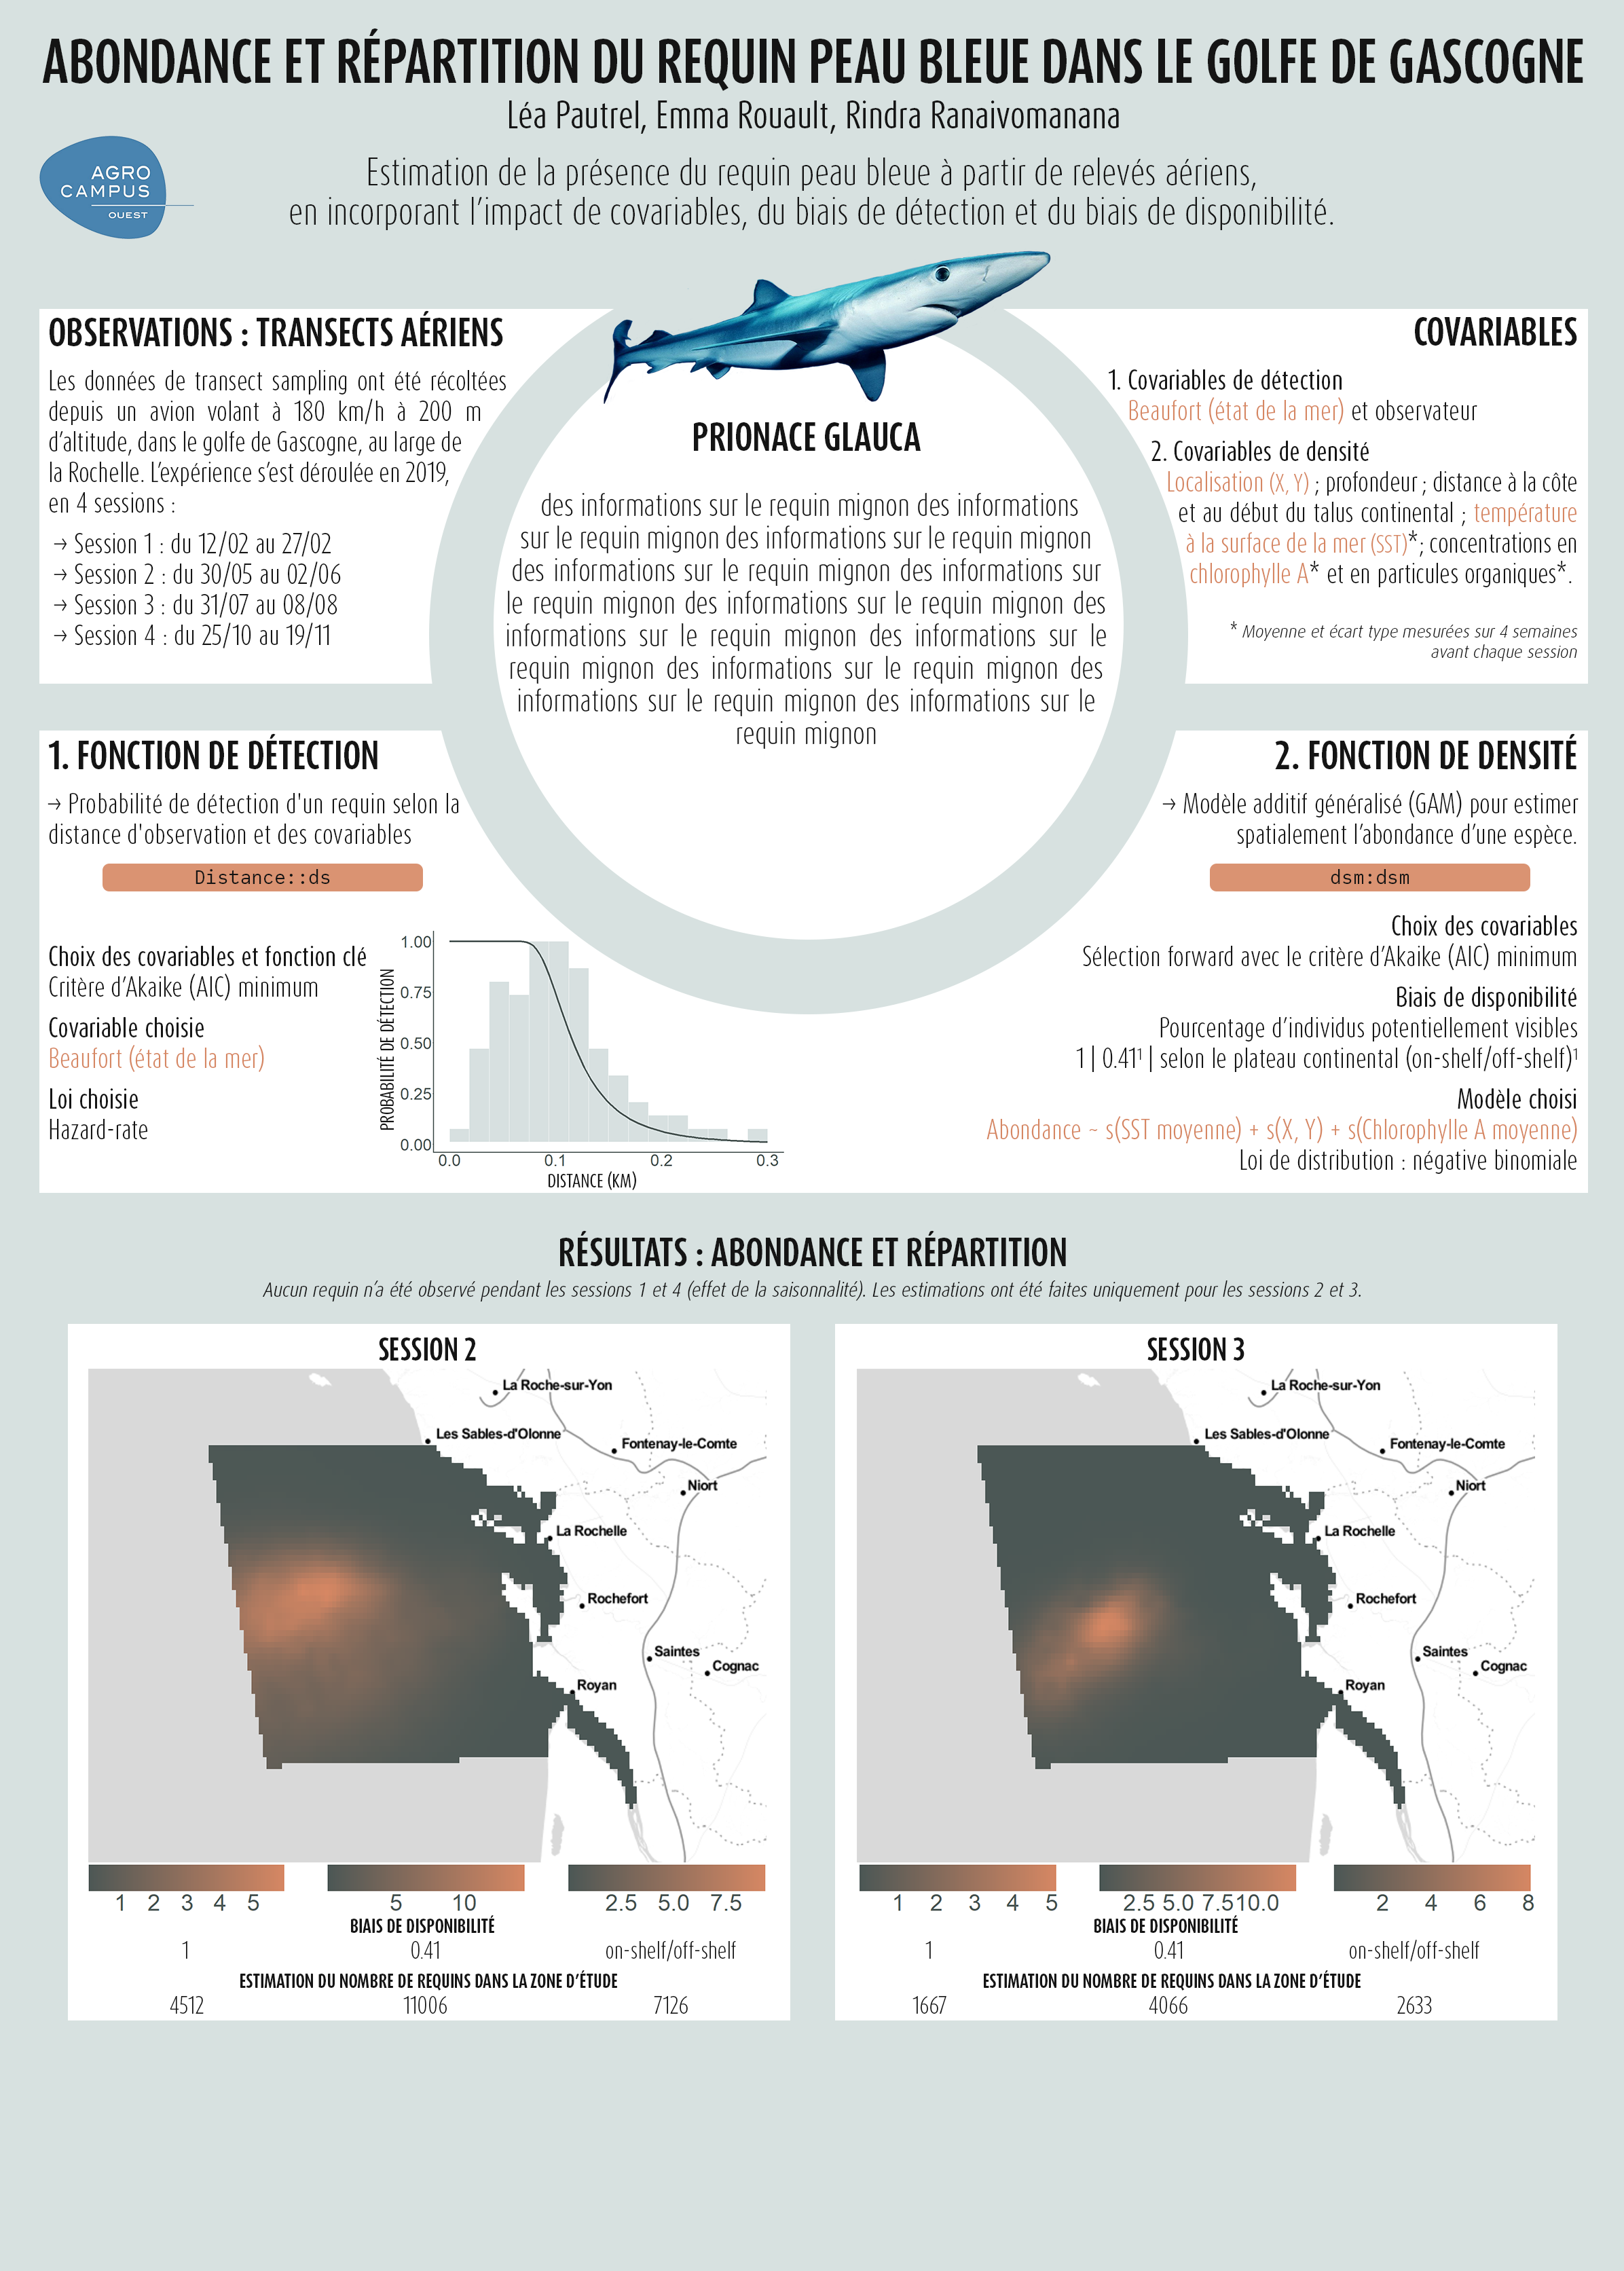 ABONDANCE ET RÉPARTITION DU REQUIN PEAU BLEUE DANS LE GOLFE DE GASCOGNE
Léa Pautrel, Emma Rouault, Rindra Ranaivomanana
AGRO
CAMPUS
OUEST
Estimation de la présence du requin peau bleue à partir de relevés aériens,
en incorporant l'impact de covariables, du biais de détection et du biais de disponibilité.
OBSERVATIONS : TRANSECTS AÉRIENS
Les données de transect sampling ont été récoltées
depuis un avion volant à 180 km/h à 200 m
d'altitude, dans le golfe de Gascogne, au large de
la Rochelle. L'expérience s'est déroulée en 2019,
en 4 sessions :
→ Session 1 : du 12/02 au 27/02
→ Session 2 : du 30/05 au 02/06
→ Session 3 : du 31/07 au 08/08
→ Session 4 : du 25/10 au 19/11
PRIONACE GLAUCA
des informations sur le requin mignon des informations
sur le requin mignon des informations sur le requin mignon
des informations sur le requin mignon des informations sur
le requin mignon des informations sur le requin mignon des
informations sur le requin mignon des informations sur le
requin mignon des informations sur le requin mignon des
informations sur le requin mignon des informations sur le
requin mignon
COVARIABLES
1. Covariables de détection
Beaufort (état de la mer) et observateur
2. Covariables de densité
Localisation (X, Y) ; profondeur ; distance à la côte
et au début du talus continental ; température
à la surface de la mer (SST)*; concentrations en
chlorophylle A* et en particules organiques*.
* Moyenne et écart type mesurées sur 4 semaines
avant chaque session
1. FONCTION DE DÉTECTION
→ Probabilité de détection d'un requin selon la
distance d'observation et des covariables
Distance::ds
Choix des covariables et fonction clé
Critère d'Akaike (AIC) minimum
Covariable choisie
Beaufort (état de la mer)
Loi choisie
Hazard-rate
PROBABILITÉ DE DÉTECTION
1.00
0.75
0.50
0.25
0.00
0.0 0.1 0.2 0.3
DISTANCE (KM)
2. FONCTION DE DENSITÉ
→ Modèle additif généralisé (GAM) pour estimer
spatialement l'abondance d'une espèce.
dsm:dsm
Choix des covariables
Sélection forward avec le critère d'Akaike (AIC) minimum
Biais de disponibilité
Pourcentage d'individus potentiellement visibles
1 | 0.41¹ | selon le plateau continental (on-shelf/off-shelf)¹
Modèle choisi
Abondance ~ s(SST moyenne) + s(X, Y) + s(Chlorophylle A moyenne)
Loi de distribution : négative binomiale
RÉSULTATS : ABONDANCE ET RÉPARTITION
Aucun requin n'a été observé pendant les sessions 1 et 4 (effet de la saisonnalité). Les estimations ont été faites uniquement pour les sessions 2 et 3.
SESSION 2
La Roche-sur-Yon
Les Sables-d'Olonne
Fontenay-le-Comte
Niort
La Rochelle
Rochefort
Saintes
Cognac
Royan
1 2 3 4 5
5 10
2.5 5.0 7.5
BIAIS DE DISPONIBILITÉ
1 0.41 on-shelf/off-shelf
ESTIMATION DU NOMBRE DE REQUINS DANS LA ZONE D'ÉTUDE
4512 11006 7126
SESSION 3
La Roche-sur-Yon
Les Sables-d'Olonne
Fontenay-le-Comte
Niort
La Rochelle
Rochefort
Saintes
Cognac
Royan
1 2 3 4 5
2.5 5.0 7.5 10.0
2 4 6 8
BIAIS DE DISPONIBILITÉ
1 0.41 on-shelf/off-shelf
ESTIMATION DU NOMBRE DE REQUINS DANS LA ZONE D'ÉTUDE
1667 4066 2633